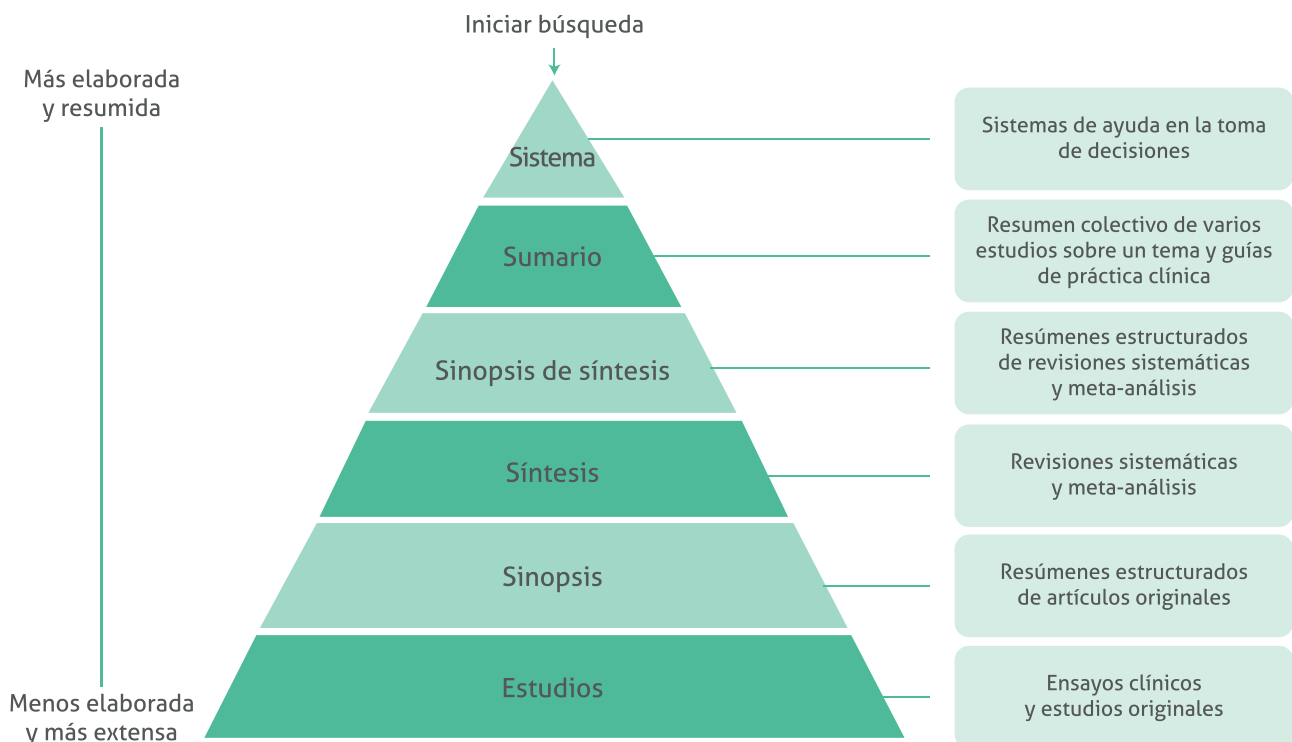 Iniciar búsqueda
Más elaborada
y resumida
Sistema
Sistemas de ayuda en la toma
de decisiones
Sumario
Resumen colectivo de varios
estudios sobre un tema y guías
de práctica clínica
Sinopsis de síntesis
Resúmenes estructurados
de revisiones sistemáticas
y meta-análisis
Síntesis
Revisiones sistemáticas
y meta-análisis
Sinopsis
Resúmenes estructurados
de artículos originales
Estudios
Ensayos clínicos
y estudios originales
Menos elaborada
y más extensa